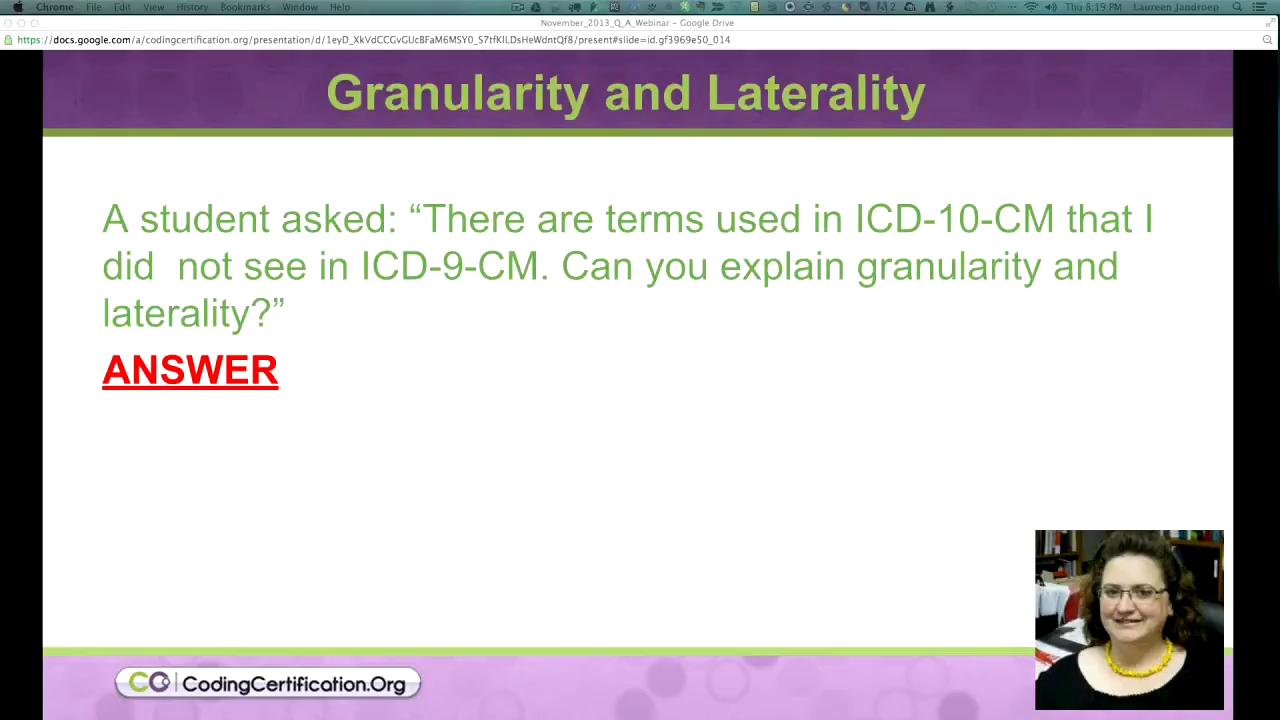 Chrome File Edit View History Bookmarks Window Help Thu 8:19 PM Laureen Jandroep
November_2013_Q_A_Webinar – Google Drive
https://docs.google.com/a/codingcertification.org/presentation/d/1eyD_XkVdCCGvGUcBFaM6MSY0_S7tfKILDsHeWdntQf8/present#slide=id.gf3969e50_014
Granularity and Laterality
A student asked: “There are terms used in ICD-10-CM that I
did not see in ICD-9-CM. Can you explain granularity and
laterality?”
ANSWER
CO CodingCertification.Org